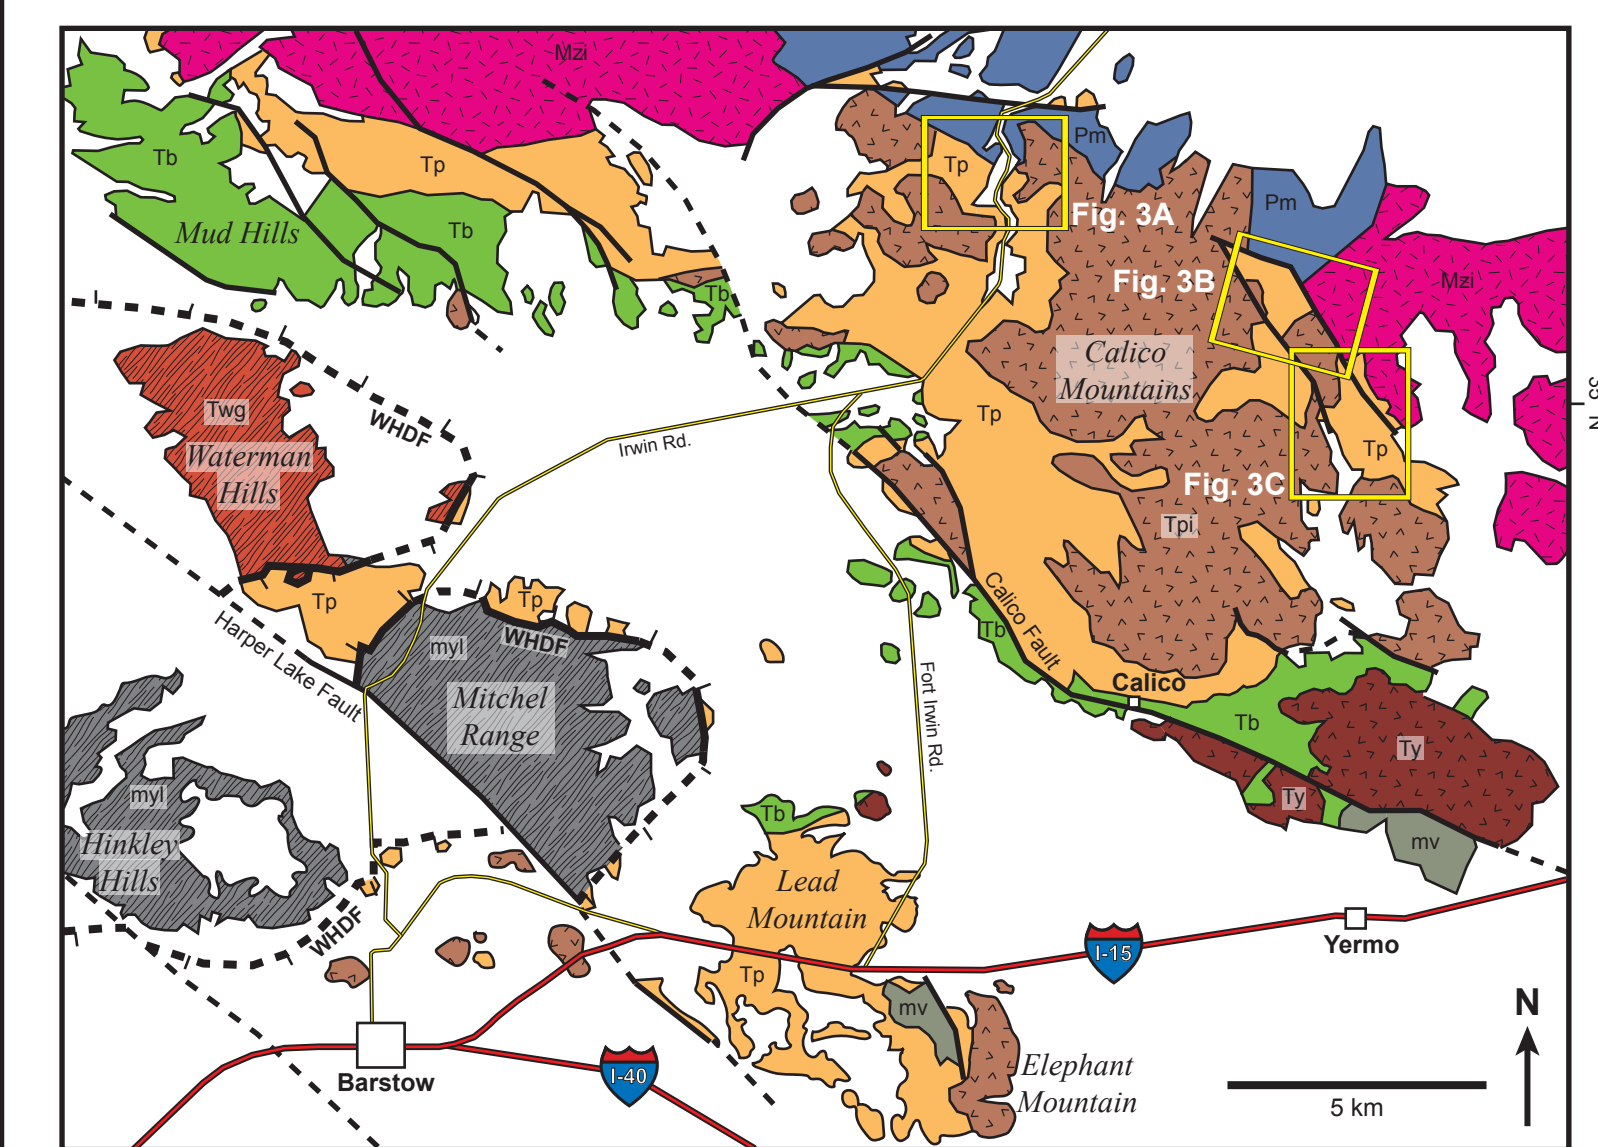 Mzi
Tb
Tp
Pm
Tp
Fig. 3A
Pm
Mud Hills
Tb
Fig. 3B
Mzi
Tb
Calico
Mountains
Twg
WHDF
Tp
Waterman
Hills
Irwin Rd.
Tp
Fig. 3C
Tpi
35° N
Tp
Tp
Calico Fault
Harper Lake Fault
WHDF
myl
Tb
Fort Irwin Rd.
Calico
Mitchel
Range
Tb
Ty
myl
Ty
Tb
Hinkley
Hills
mv
Lead
Mountain
WHDF
I-15
Yermo
Tp
mv
N
Barstow
I-40
Elephant
Mountain
5 km